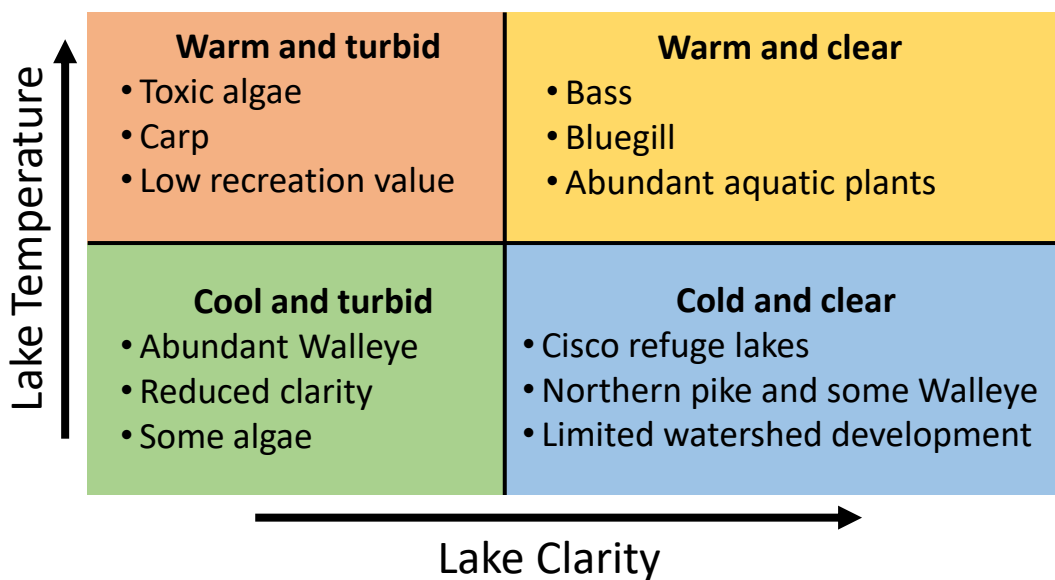 Lake Temperature
Warm and turbid
• Toxic algae
• Carp
• Low recreation value
Warm and clear
• Bass
• Bluegill
• Abundant aquatic plants
Cool and turbid
• Abundant Walleye
• Reduced clarity
• Some algae
Cold and clear
• Cisco refuge lakes
• Northern pike and some Walleye
• Limited watershed development
Lake Clarity